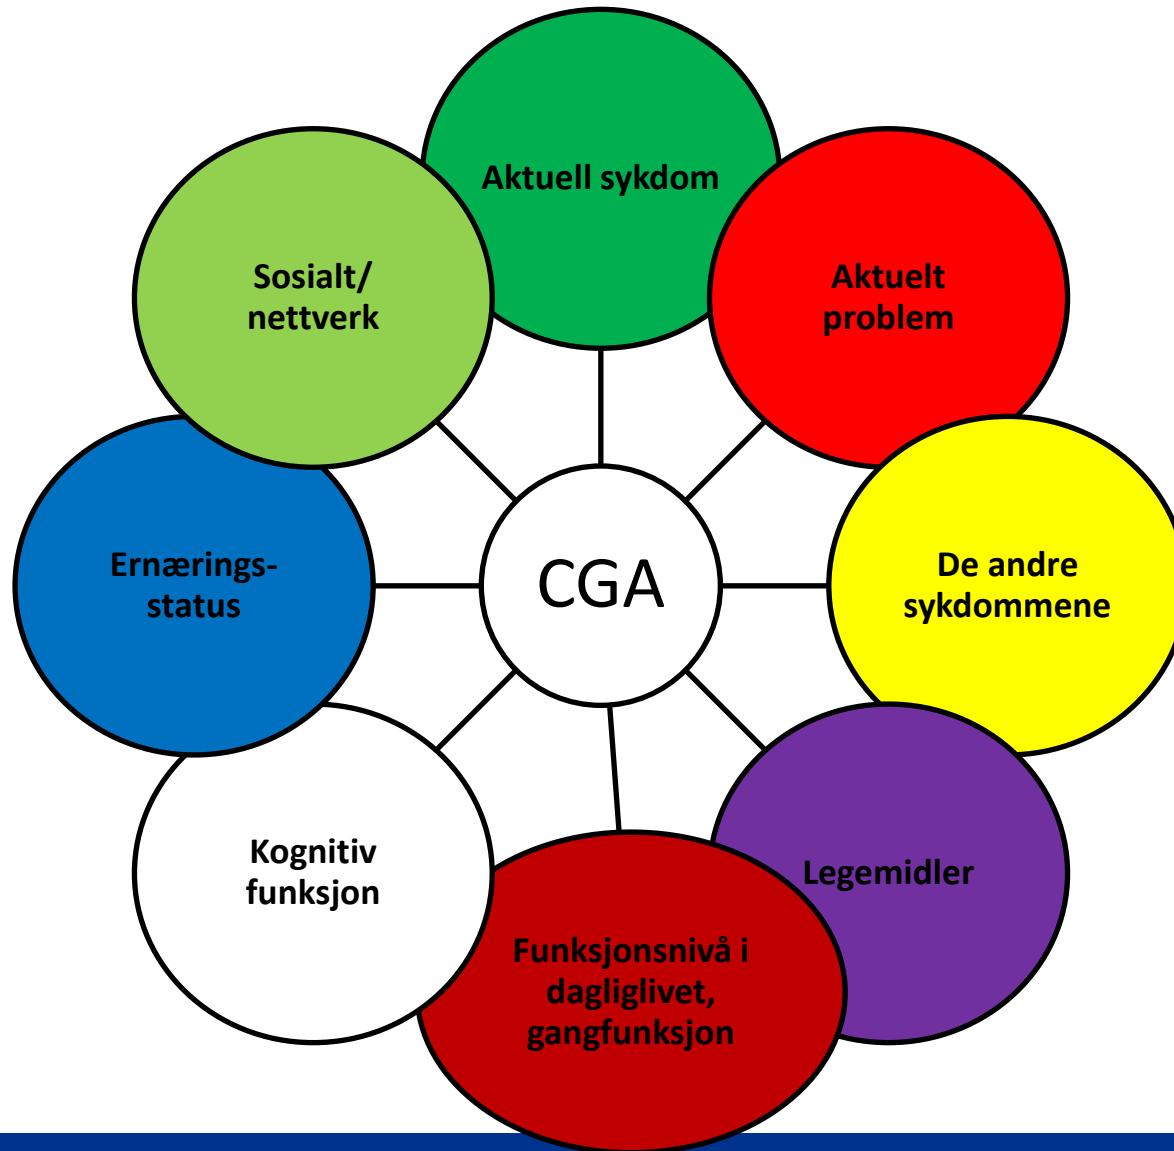 Aktuell sykdom
Aktuelt
problem
De andre
sykdommene
Legemidler
Funksjonsnivå i
dagliglivet,
gangfunksjon
Kognitiv
funksjon
Ernærings-
status
Sosialt/
nettverk
CGA